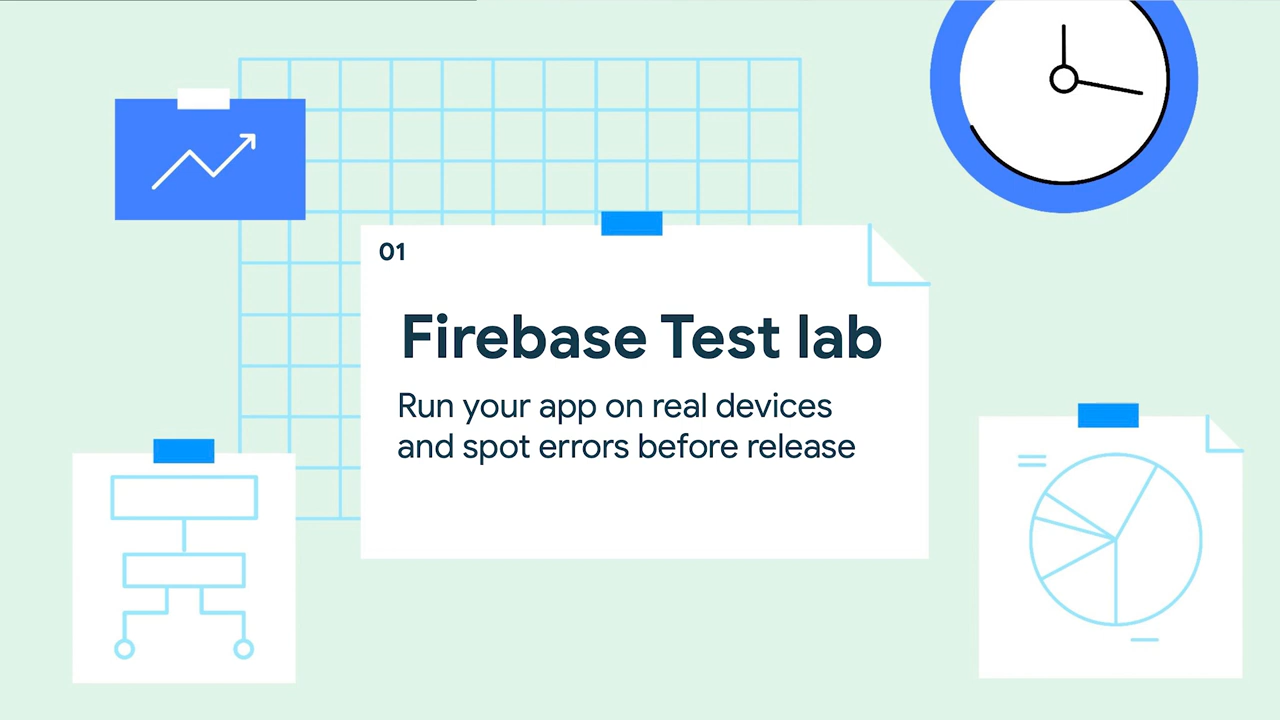 01
Firebase Test lab
Run your app on real devices
and spot errors before release